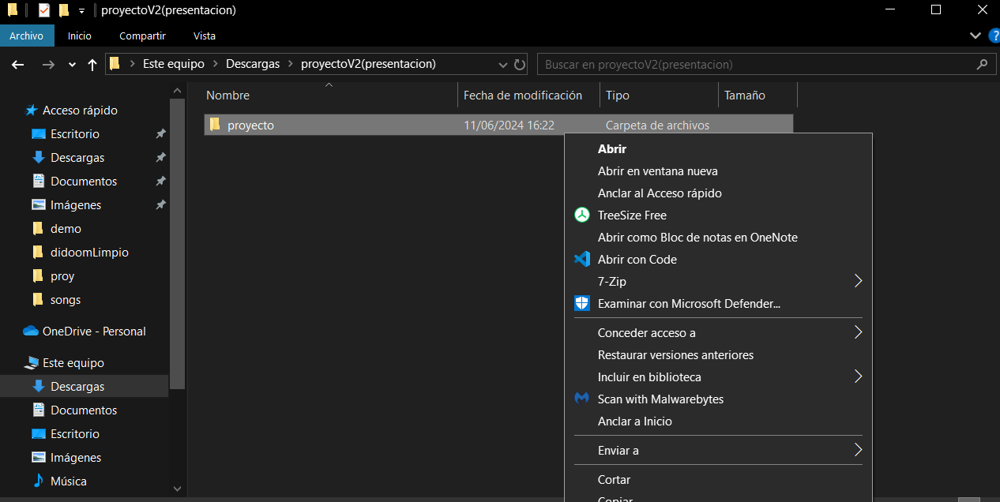 proyectoV2(presentacion)
Archivo Inicio Compartir Vista
Este equipo Descargas proyectoV2(presentacion)
Buscar en proyectoV2(presentacion)
Nombre Fecha de modificación Tipo Tamaño
proyecto 11/06/2024 16:22 Carpeta de archivos
Acceso rápido
Escritorio
Descargas
Documentos
Imágenes
demo
didoomLimpio
proy
songs
OneDrive - Personal
Este equipo
Descargas
Documentos
Escritorio
Imágenes
Música
Abrir
Abrir en ventana nueva
Anclar al Acceso rápido
TreeSize Free
Abrir como Bloc de notas en OneNote
Abrir con Code
7-Zip
Examinar con Microsoft Defender...
Conceder acceso a
Restaurar versiones anteriores
Incluir en biblioteca
Scan with Malwarebytes
Anclar a Inicio
Enviar a
Cortar
Copiar